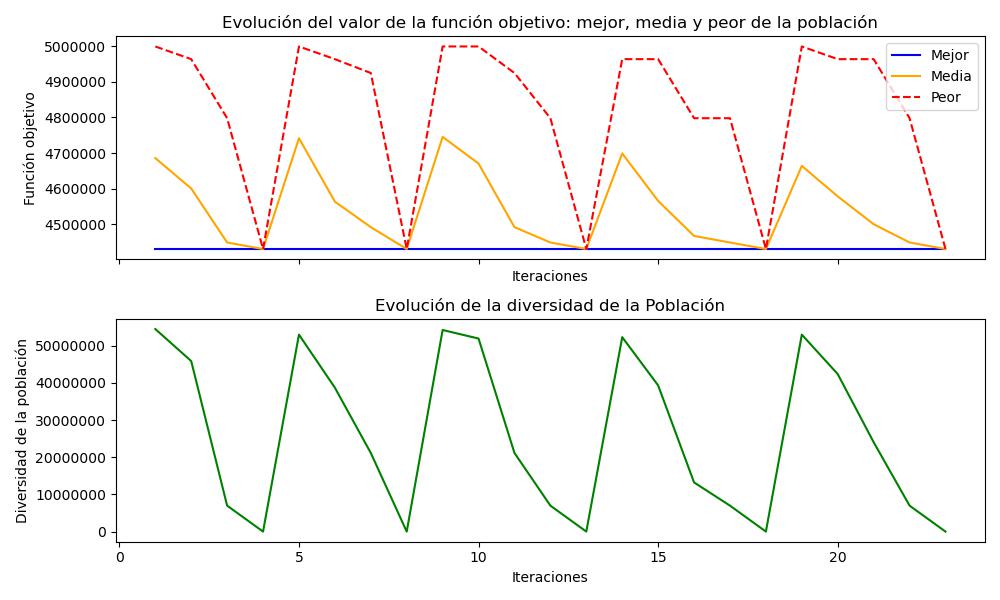 Evolución del valor de la función objetivo: mejor, media y peor de la población
Función objetivo
5000000
4900000
4800000
4700000
4600000
4500000
Mejor
Media
Peor
Iteraciones
Evolución de la diversidad de la Población
Diversidad de la población
50000000
40000000
30000000
20000000
10000000
0
0 5 10 15 20
Iteraciones